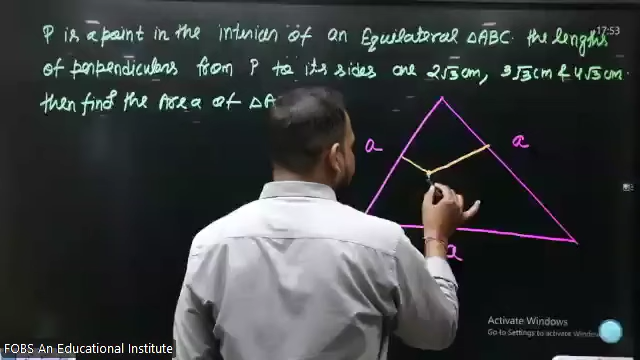 P is a point in the interior of an Equilateral ΔABC. the lengths
of perpendiculars from P to its sides are 2√3 cm, 3√3 cm & 4√3 cm.
then find the Area of ΔA
17:53
a
a
a
Activate Windows
Go to Settings to activate Windows
FOBS An Educational Institute